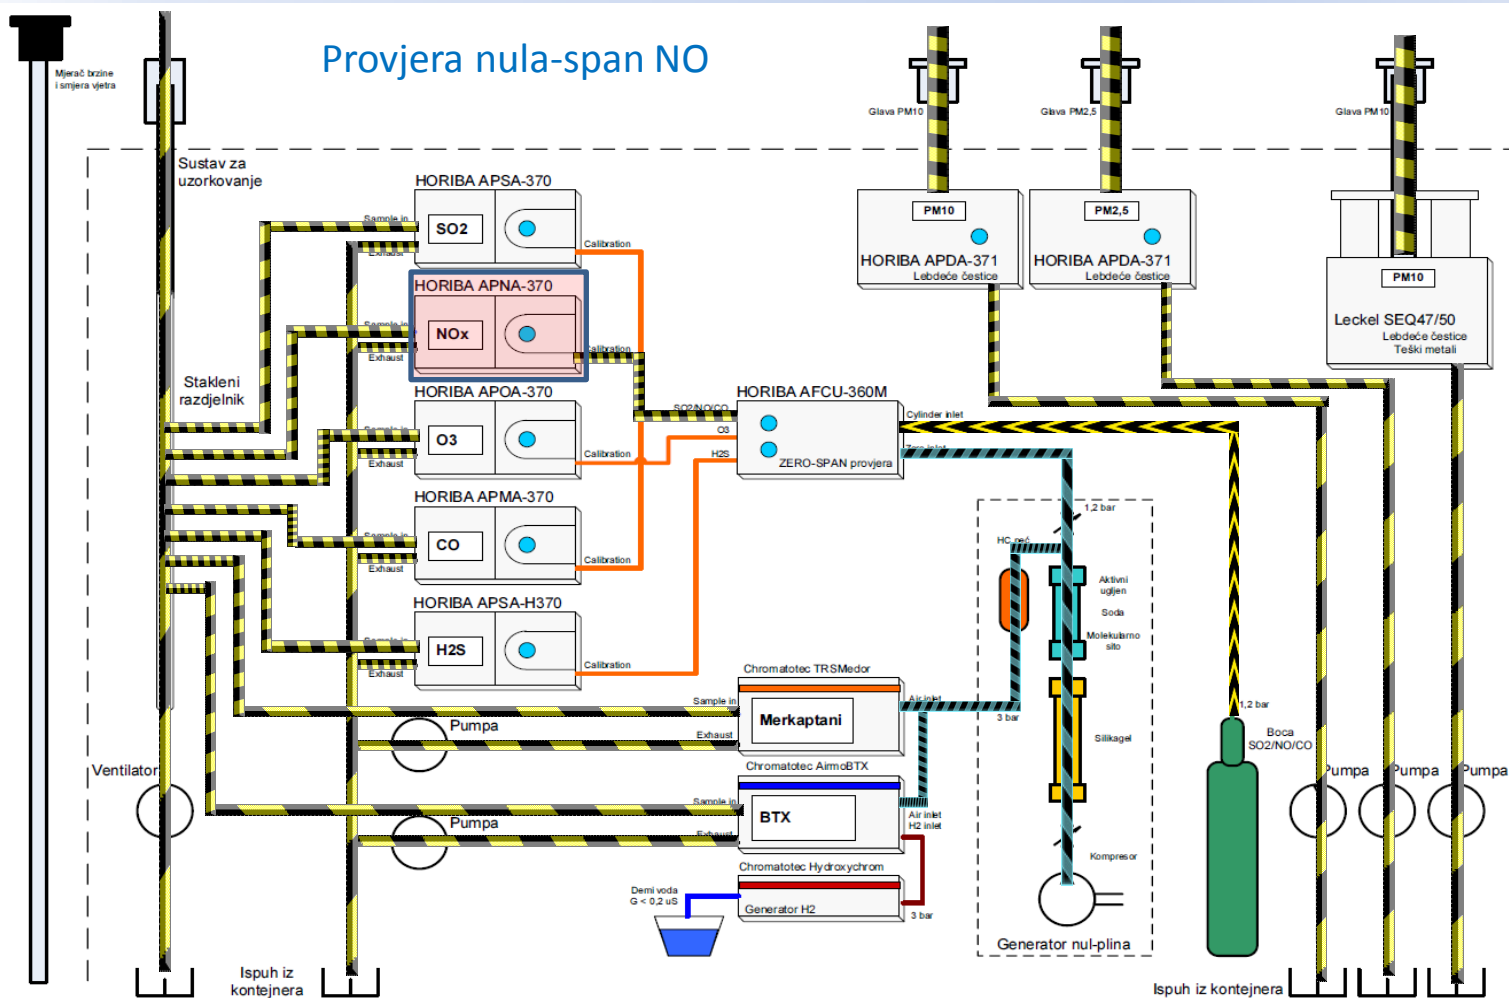 Provjera nula-span NO
Mjerač brzine
i smjera vjetra
Glava PM10
Glava PM2,5
Glava PM10
Sustav za
uzorkovanje
HORIBA APSA-370
Sample in
SO2
Exhaust
Calibration
HORIBA APNA-370
Sample in
NOx
Exhaust
Calibration
Stakleni
razdjelnik
HORIBA APOA-370
Sample in
O3
Exhaust
Calibration
HORIBA APMA-370
Sample in
CO
Exhaust
Calibration
HORIBA APSA-H370
Sample in
H2S
Exhaust
Calibration
PM10
HORIBA APDA-371
Lebdeće čestice
PM2,5
HORIBA APDA-371
Lebdeće čestice
PM10
Leckel SEQ47/50
Lebdeće čestice
Teški metali
HORIBA AFCU-360M
SO2/NO/CO
O3
H2S
Cylinder inlet
Zero inlet
ZERO-SPAN provjera
1,2 bar
HC peć
Aktivni
ugljen
Soda
Molekularno
sito
Silikagel
Kompresor
Generator nul-plina
Chromatotec TRSMedor
Sample in
Air inlet
Merkaptani
Exhaust
3 bar
Pumpa
Chromatotec AirmoBTX
Sample in
BTX
Air inlet
H2 inlet
Exhaust
Pumpa
Chromatotec Hydroxychrom
Demi voda
G < 0,2 uS
Generator H2
3 bar
1,2 bar
Boca
SO2/NO/CO
Ventilator
Pumpa
Pumpa
Pumpa
Ispuh iz
kontejnera
Ispuh iz kontejnera